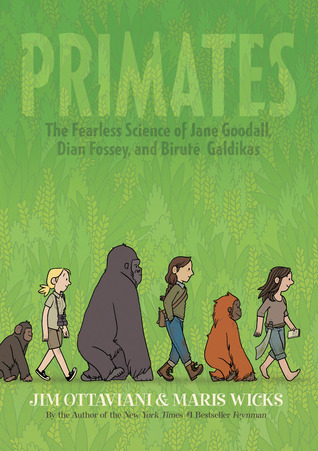 PRIMATES
The Fearless Science of Jane Goodall,
Dian Fossey, and Biruté Galdikas
JIM OTTAVIANI & MARIS WICKS
By the Author of the New York Times #1 Bestseller Feynman